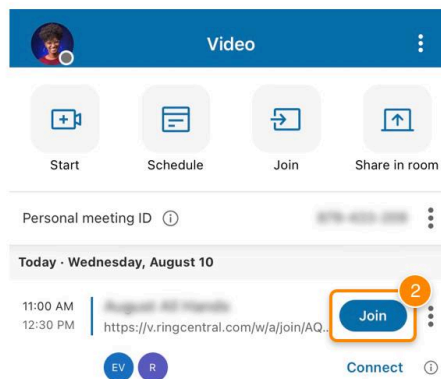 Video
Start Schedule Join Share in room
Personal meeting ID
Today · Wednesday, August 10
2
11:00 AM
12:30 PM https://v.ringcentral.com/w/a/join/AQ.. Join
EV R Connect